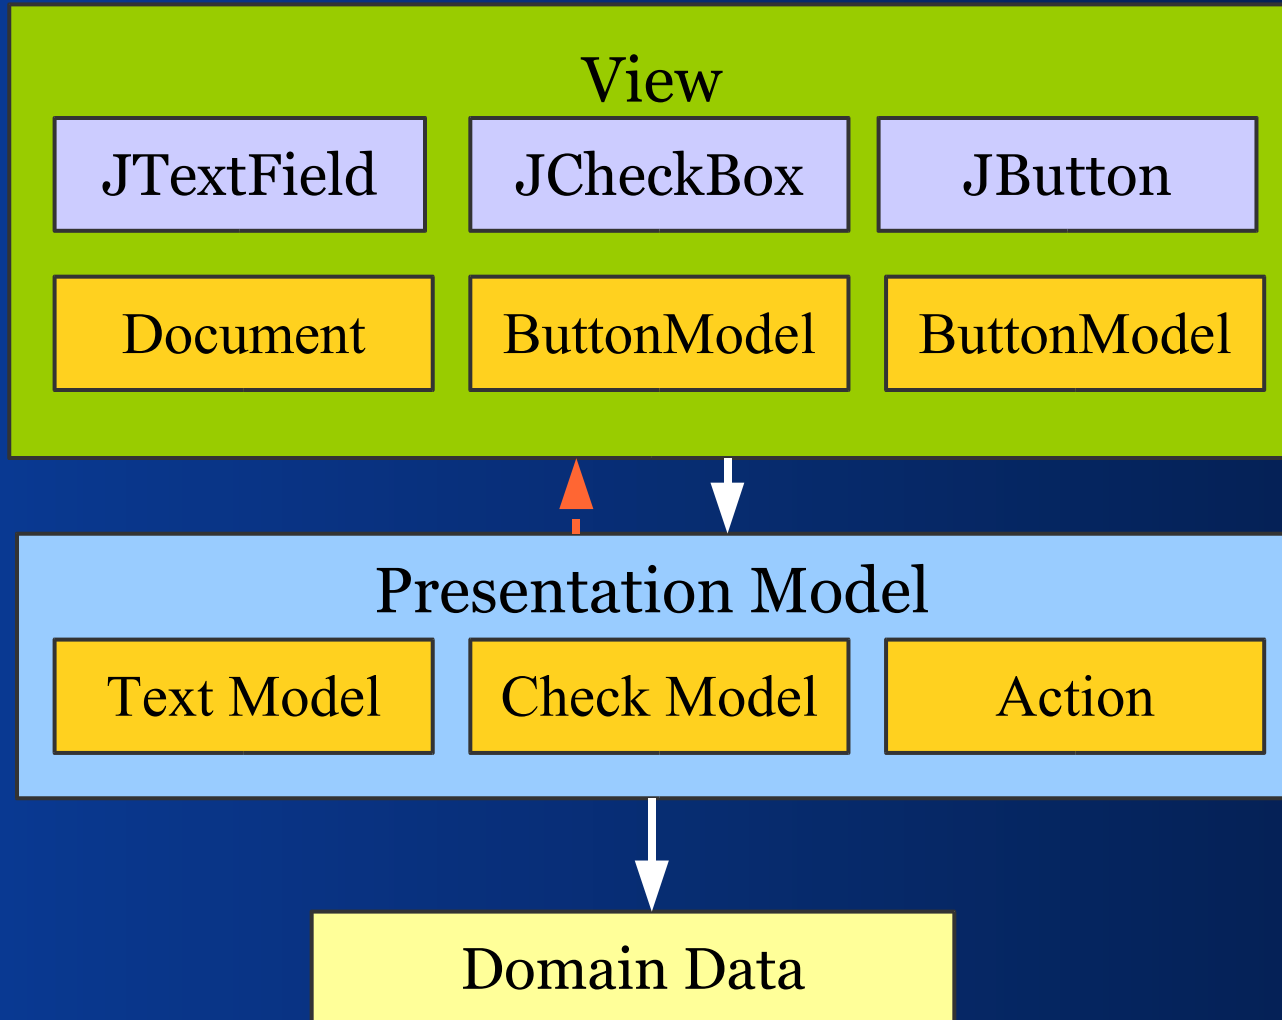 View
JTextField JCheckBox JButton
Document ButtonModel ButtonModel
Presentation Model
Text Model Check Model Action
Domain Data